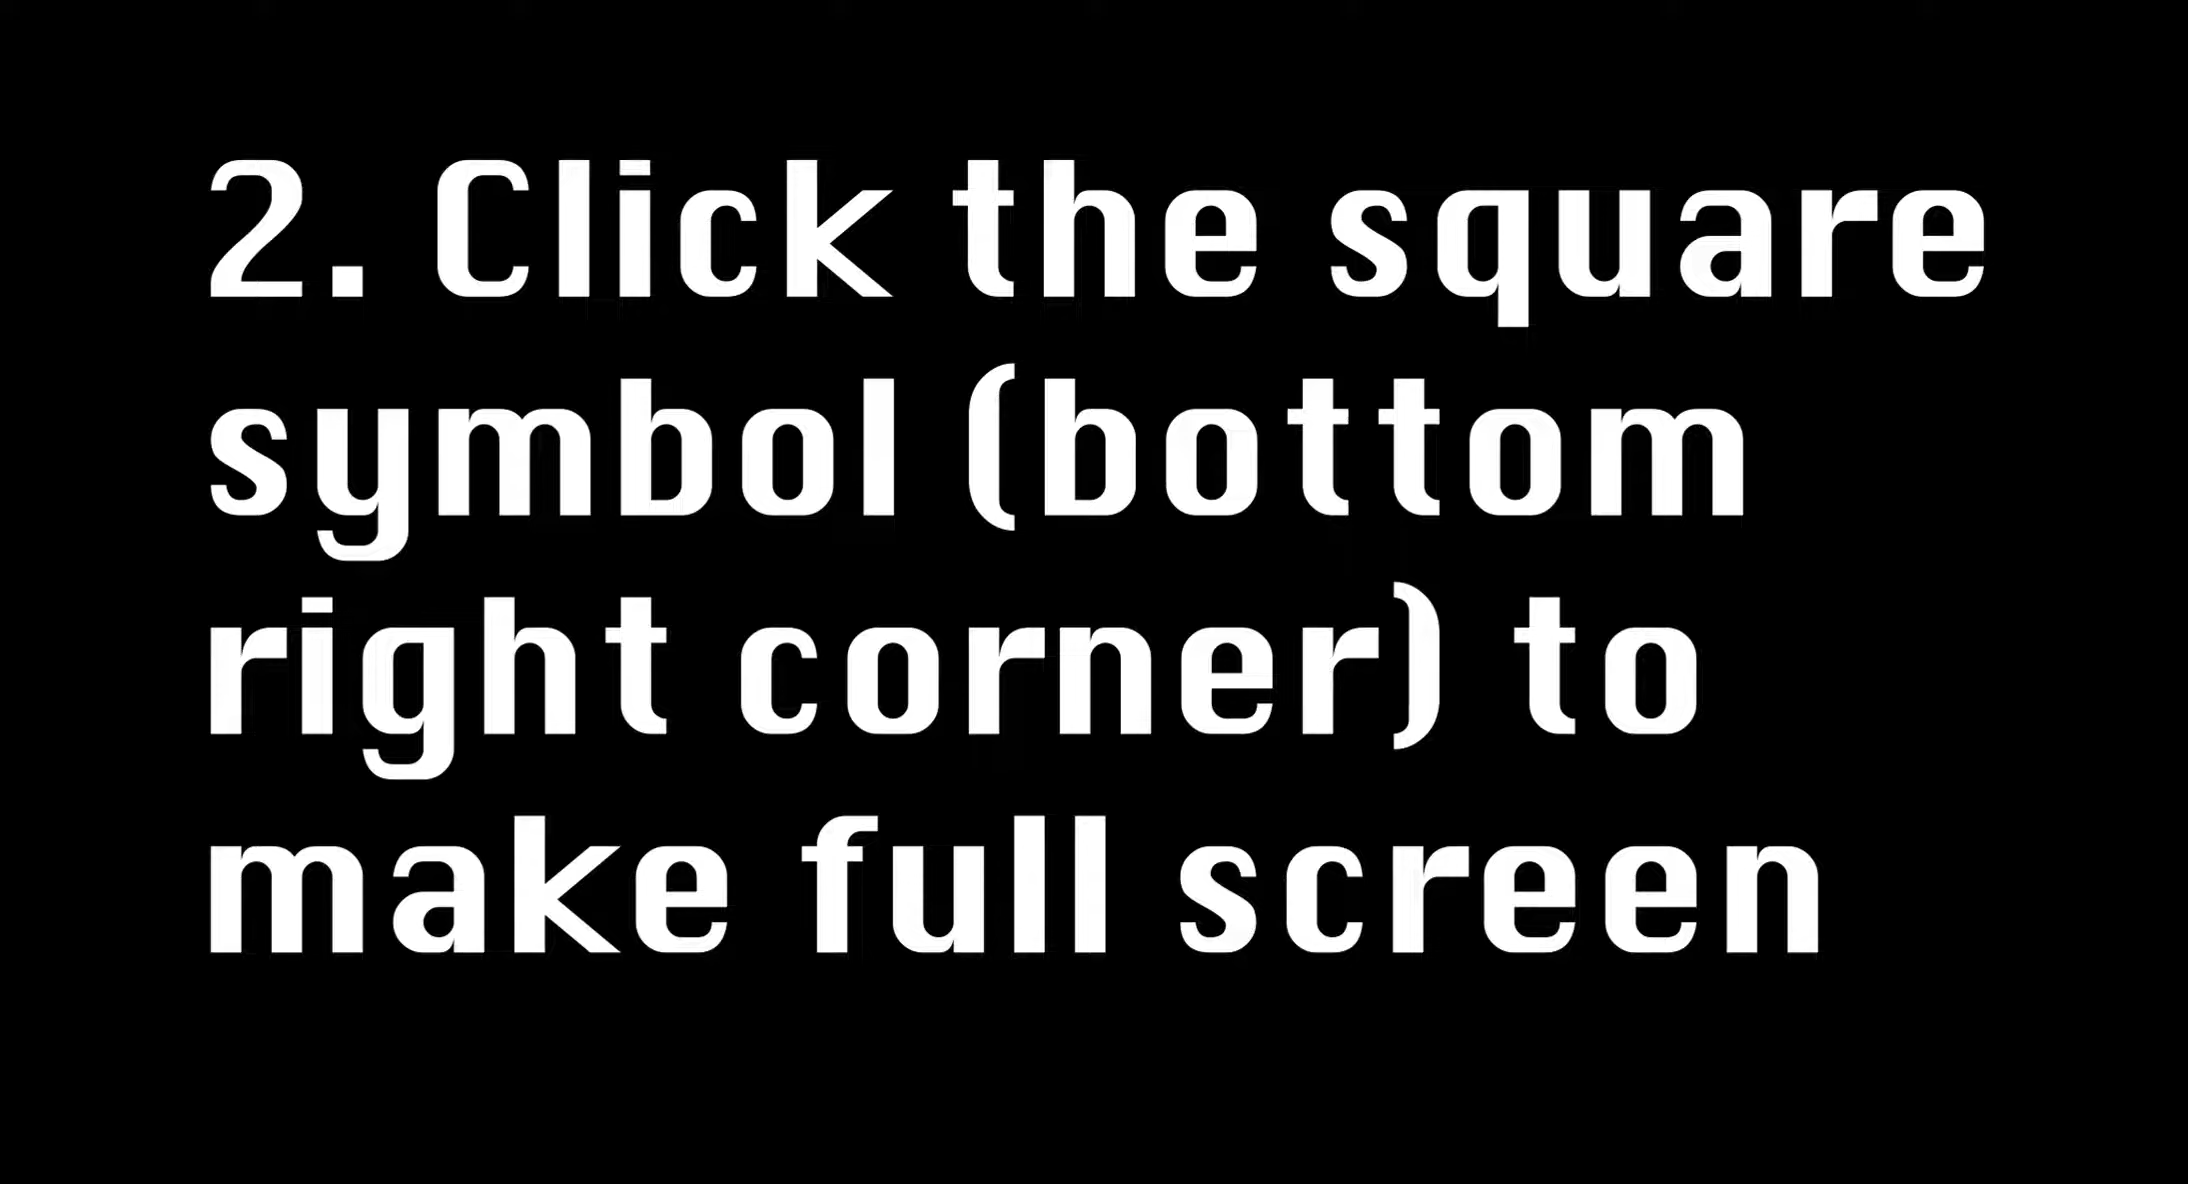 2. Click the square
symbol (bottom
right corner) to
make full screen